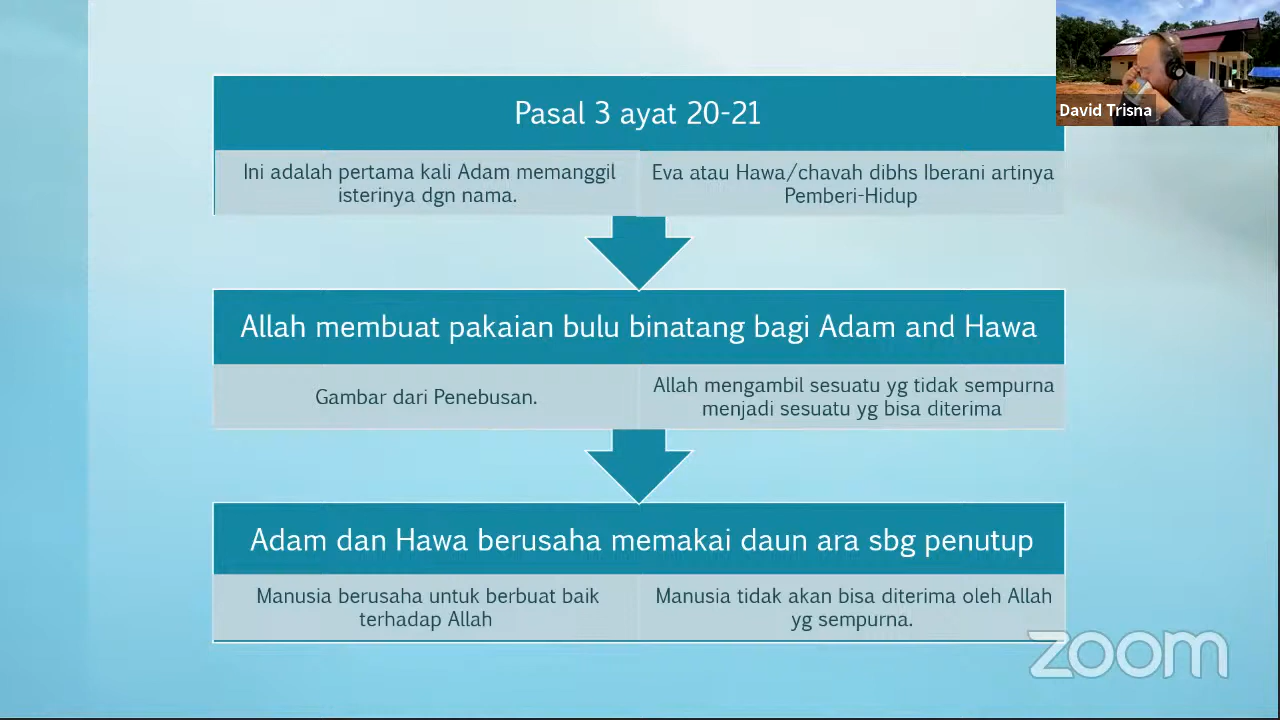 Pasal 3 ayat 20-21
Ini adalah pertama kali Adam memanggil
isterinya dgn nama.
Eva atau Hawa/chavah dibhs Iberani artinya
Pemberi-Hidup
Allah membuat pakaian bulu binatang bagi Adam and Hawa
Gambar dari Penebusan.
Allah mengambil sesuatu yg tidak sempurna
menjadi sesuatu yg bisa diterima
Adam dan Hawa berusaha memakai daun ara sbg penutup
Manusia berusaha untuk berbuat baik
terhadap Allah
Manusia tidak akan bisa diterima oleh Allah
yg sempurna.
David Trisna
zoom